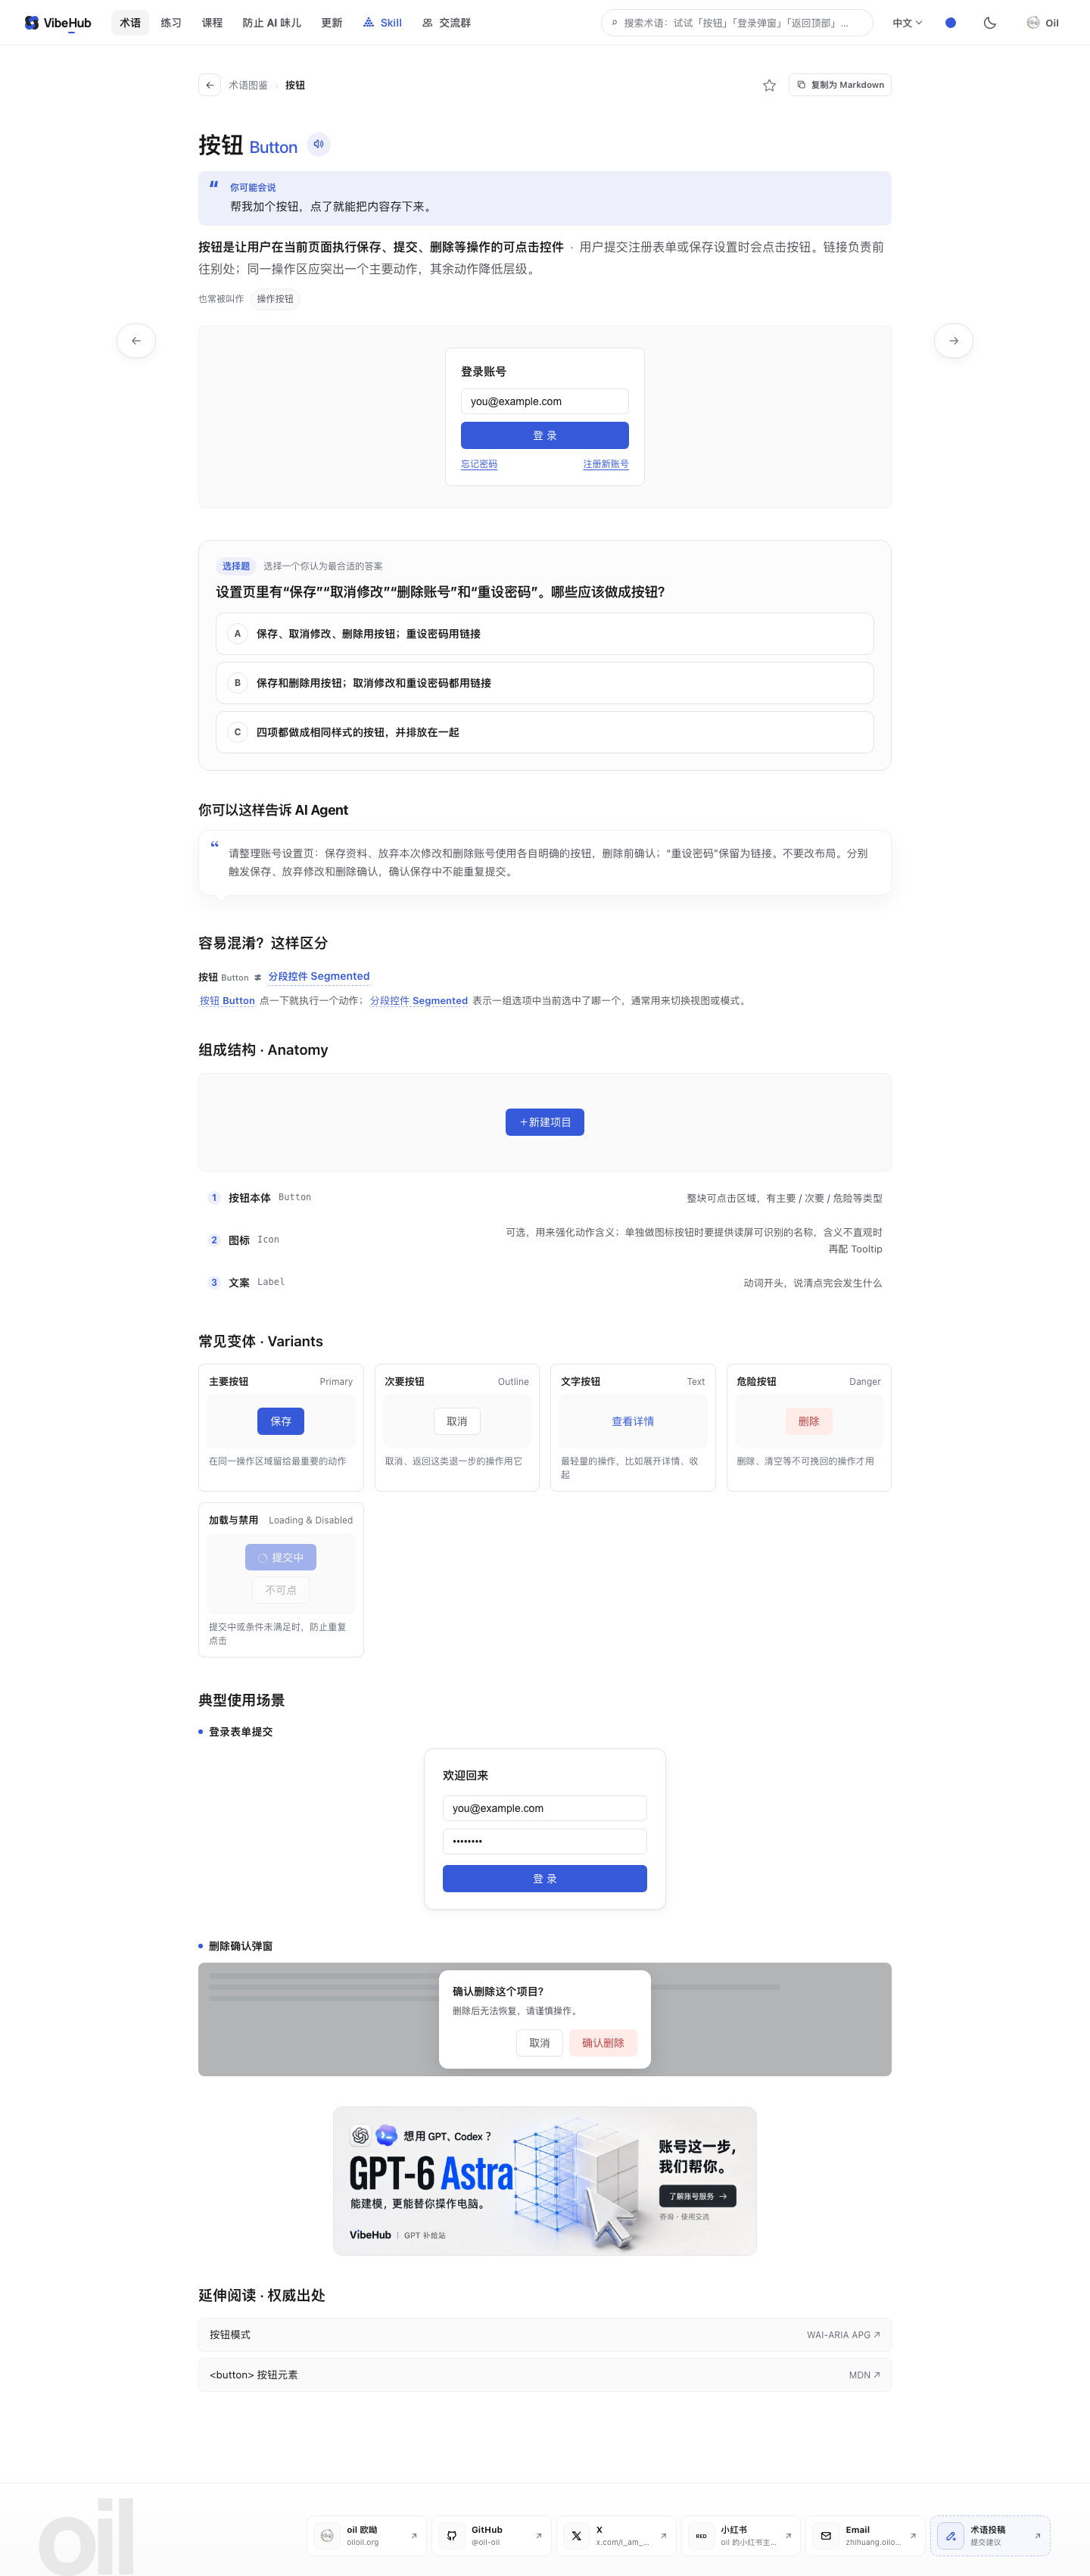 VibeHub 术语 练习 课程 防止 AI 味儿 更新 Skill 交流群 搜索术语：试试「按钮」「登录弹窗」「返回顶部」… 中文 Oil
术语图鉴 按钮 复制为 Markdown
按钮 Button
“ 你可能会说
帮我加个按钮，点了就能把内容存下来。
按钮是让用户在当前页面执行保存、提交、删除等操作的可点击控件 · 用户提交注册表单或保存设置时会点击按钮。链接负责前
往别处；同一操作区应突出一个主要动作，其余动作降低层级。
也常被叫作 操作按钮
登录账号
you@example.com
登 录
忘记密码 注册新账号
选择题 选择一个你认为最合适的答案
设置页里有“保存”“取消修改”“删除账号”和“重设密码”。哪些应该做成按钮？
A 保存、取消修改、删除用按钮；重设密码用链接
B 保存和删除用按钮；取消修改和重设密码都用链接
C 四项都做成相同样式的按钮，并排放在一起
你可以这样告诉 AI Agent
“ 请整理账号设置页：保存资料、放弃本次修改和删除账号使用各自明确的按钮，删除前确认；“重设密码”保留为链接。不要改布局。分别
触发保存、放弃修改和删除确认，确认保存中不能重复提交。
容易混淆？这样区分
按钮 Button ≠ 分段控件 Segmented
按钮 Button 点一下就执行一个动作；分段控件 Segmented 表示一组选项中当前选中了哪一个，通常用来切换视图或模式。
组成结构 · Anatomy
＋新建项目
1 按钮本体 Button 整块可点击区域，有主要 / 次要 / 危险等类型
2 图标 Icon 可选，用来强化动作含义；单独做图标按钮时要提供读屏可识别的名称，含义不直观时
再配 Tooltip
3 文案 Label 动词开头，说清点完会发生什么
常见变体 · Variants
主要按钮 Primary
保存
在同一操作区域留给最重要的动作
次要按钮 Outline
取消
取消、返回这类退一步的操作用它
文字按钮 Text
查看详情
最轻量的操作，比如展开详情、收
起
危险按钮 Danger
删除
删除、清空等不可挽回的操作才用
加载与禁用 Loading & Disabled
提交中
不可点
提交中或条件未满足时，防止重复
点击
典型使用场景
登录表单提交
欢迎回来
you@example.com
••••••••
登 录
删除确认弹窗
确认删除这个项目？
删除后无法恢复，请谨慎操作。
取消 确认删除
想用 GPT、Codex ？
GPT-6 Astra
能建模，更能替你操作电脑。
VibeHub | GPT 补给站
账号这一步，
我们帮你。
了解账号服务 →
咨询 · 使用交流
延伸阅读 · 权威出处
按钮模式 WAI-ARIA APG ↗
<button> 按钮元素 MDN ↗
oil
oil 欧呦
oiloil.org
GitHub
@oil-oil
X
x.com/i_am_…
RED
小红书
oil 的小红书主…
Email
zhihuang.oilo…
术语投稿
提交建议